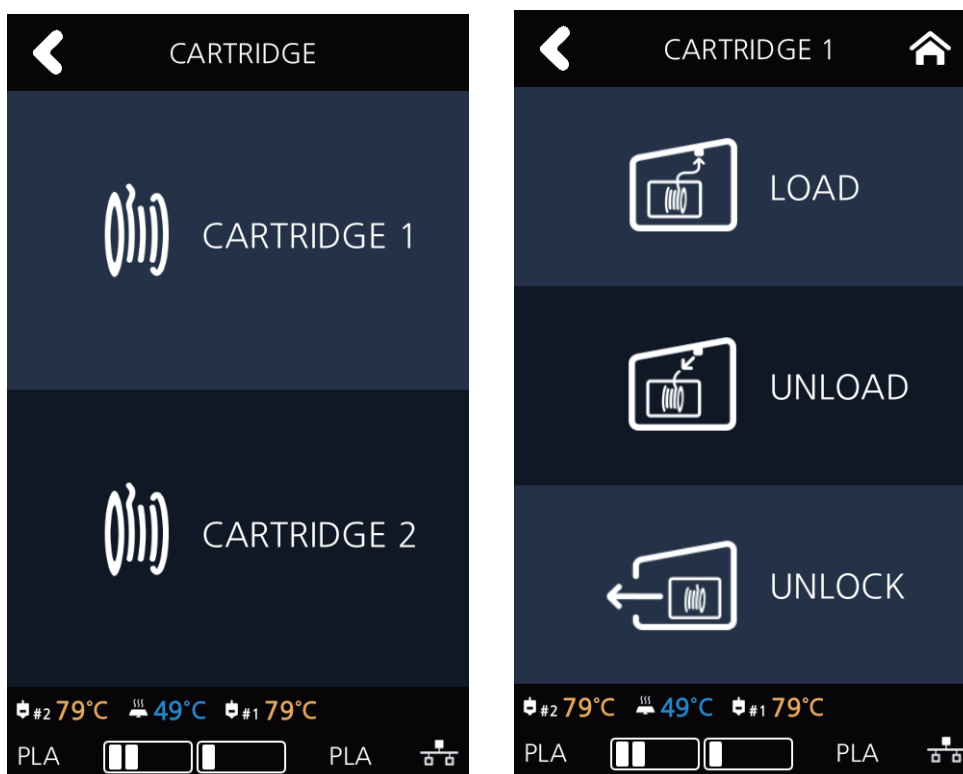 CARTRIDGE
CARTRIDGE 1
CARTRIDGE 2
#2 79°C 49°C #1 79°C
PLA PLA
CARTRIDGE 1
LOAD
UNLOAD
UNLOCK
#2 79°C 49°C #1 79°C
PLA PLA